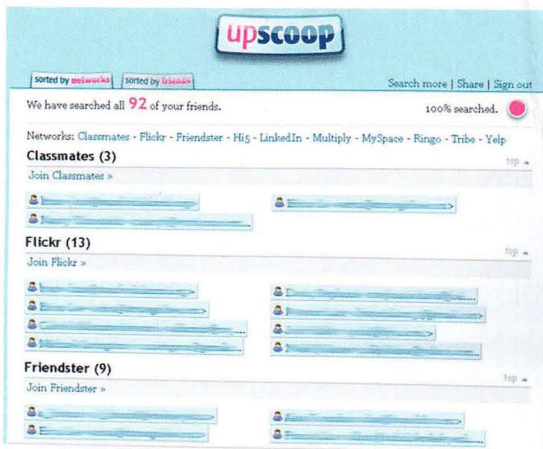 upscoop
sorted by networks sorted by friends
Search more | Share | Sign out
We have searched all 92 of your friends.
100% searched.
Networks: Classmates - Flickr - Friendster - Hi5 - LinkedIn - Multiply - MySpace - Ringo - Tribe - Yelp
Classmates (3)
top
Join Classmates »
Flickr (13)
top
Join Flickr »
Friendster (9)
top
Join Friendster »